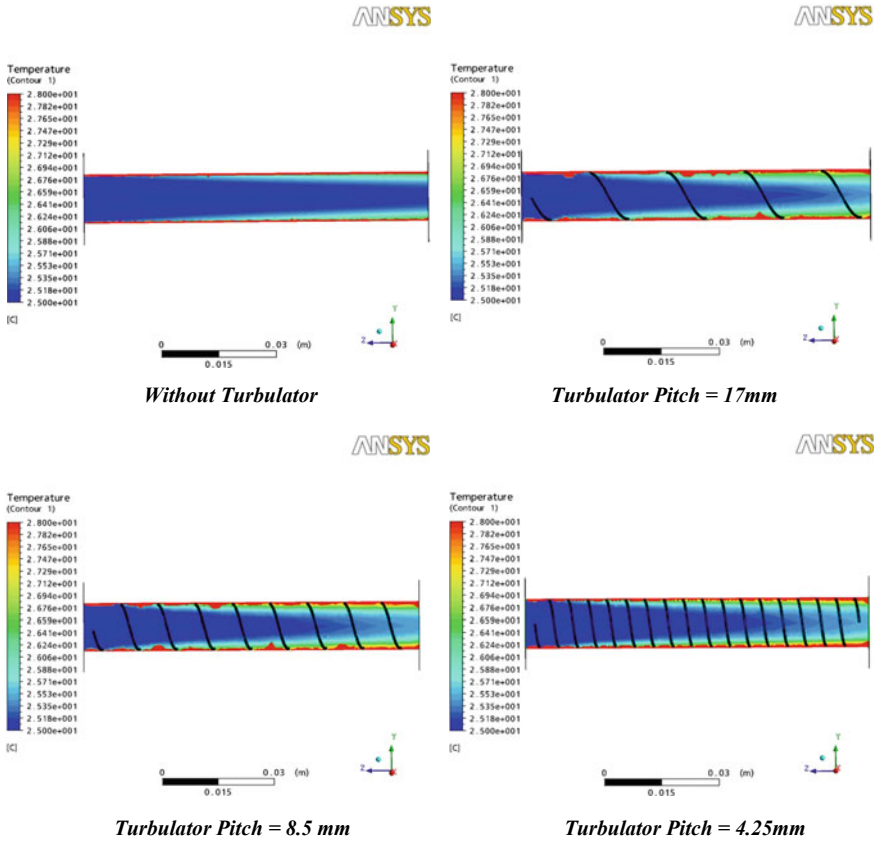 ANSYS
Temperature
(Contour 1)
2.800e+001
2.782e+001
2.765e+001
2.747e+001
2.729e+001
2.712e+001
2.694e+001
2.676e+001
2.659e+001
2.641e+001
2.624e+001
2.606e+001
2.588e+001
2.571e+001
2.553e+001
2.535e+001
2.518e+001
2.500e+001
[C]
0 0.03 (m)
0.015
Y
Z
X
Without Turbulator
ANSYS
Temperature
(Contour 1)
2.800e+001
2.782e+001
2.765e+001
2.747e+001
2.729e+001
2.712e+001
2.694e+001
2.676e+001
2.659e+001
2.641e+001
2.624e+001
2.606e+001
2.588e+001
2.571e+001
2.553e+001
2.535e+001
2.518e+001
2.500e+001
[C]
0 0.03 (m)
0.015
Y
Z
X
Turbulator Pitch = 17mm
ANSYS
Temperature
(Contour 1)
2.800e+001
2.782e+001
2.765e+001
2.747e+001
2.729e+001
2.712e+001
2.694e+001
2.676e+001
2.659e+001
2.641e+001
2.624e+001
2.606e+001
2.588e+001
2.571e+001
2.553e+001
2.535e+001
2.518e+001
2.500e+001
[C]
0 0.03 (m)
0.015
Y
Z
X
Turbulator Pitch = 8.5 mm
ANSYS
Temperature
(Contour 1)
2.800e+001
2.782e+001
2.765e+001
2.747e+001
2.729e+001
2.712e+001
2.694e+001
2.676e+001
2.659e+001
2.641e+001
2.624e+001
2.606e+001
2.588e+001
2.571e+001
2.553e+001
2.535e+001
2.518e+001
2.500e+001
[C]
0 0.03 (m)
0.015
Y
Z
X
Turbulator Pitch = 4.25mm